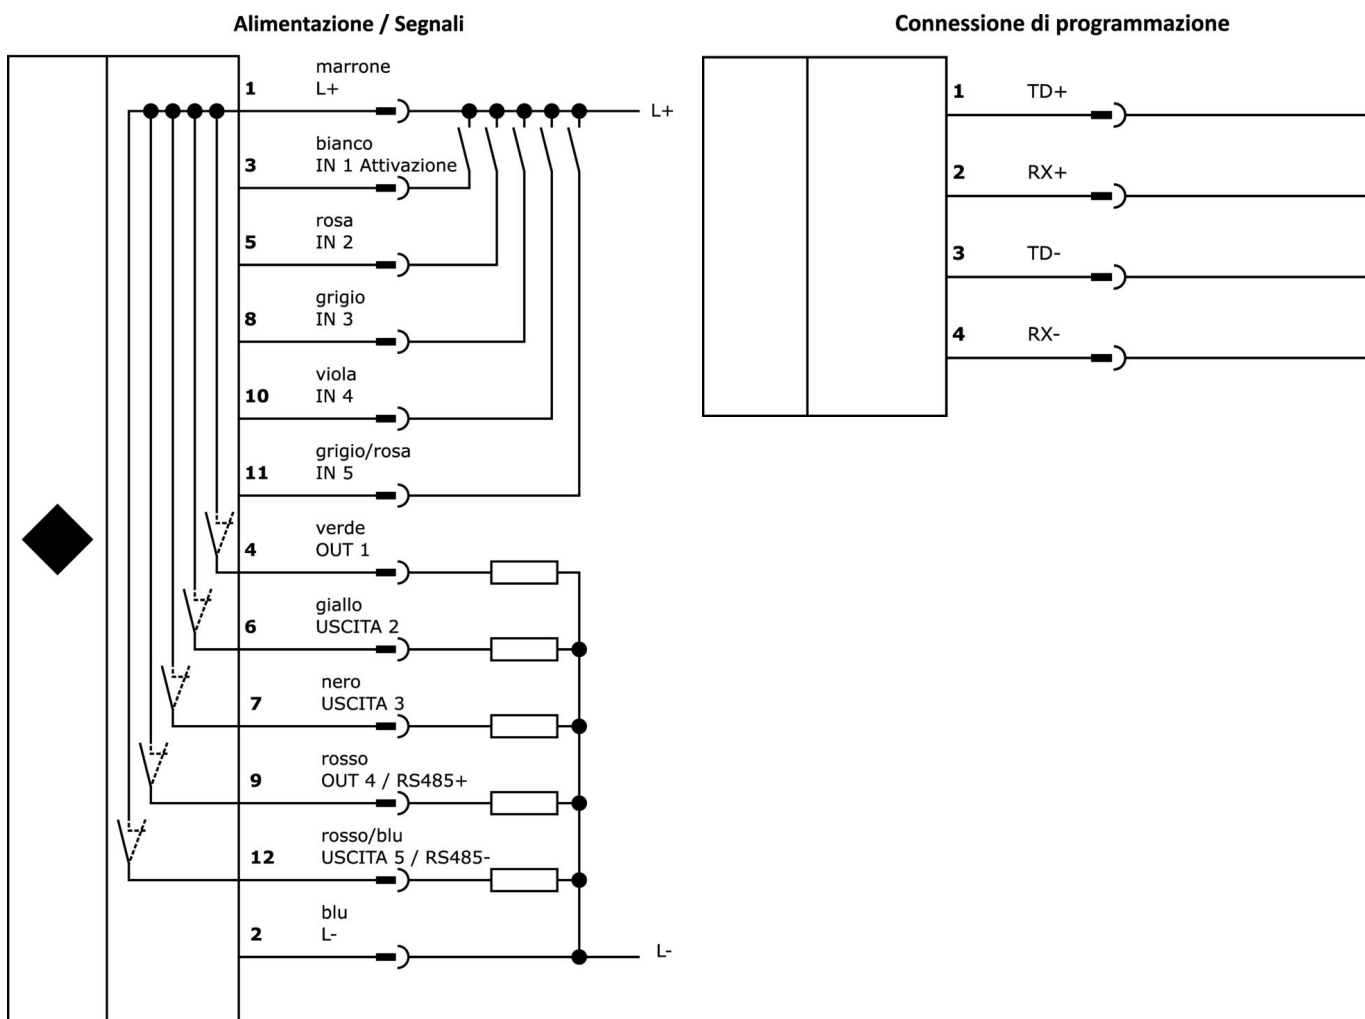 Alimentazione / Segnali
1
marrone
L+
L+
3
bianco
IN 1 Attivazione
5
rosa
IN 2
8
grigio
IN 3
10
viola
IN 4
11
grigio/rosa
IN 5
4
verde
OUT 1
6
giallo
USCITA 2
7
nero
USCITA 3
9
rosso
OUT 4 / RS485+
12
rosso/blu
USCITA 5 / RS485-
2
blu
L-
L-
Connessione di programmazione
1 TD+
2 RX+
3 TD-
4 RX-